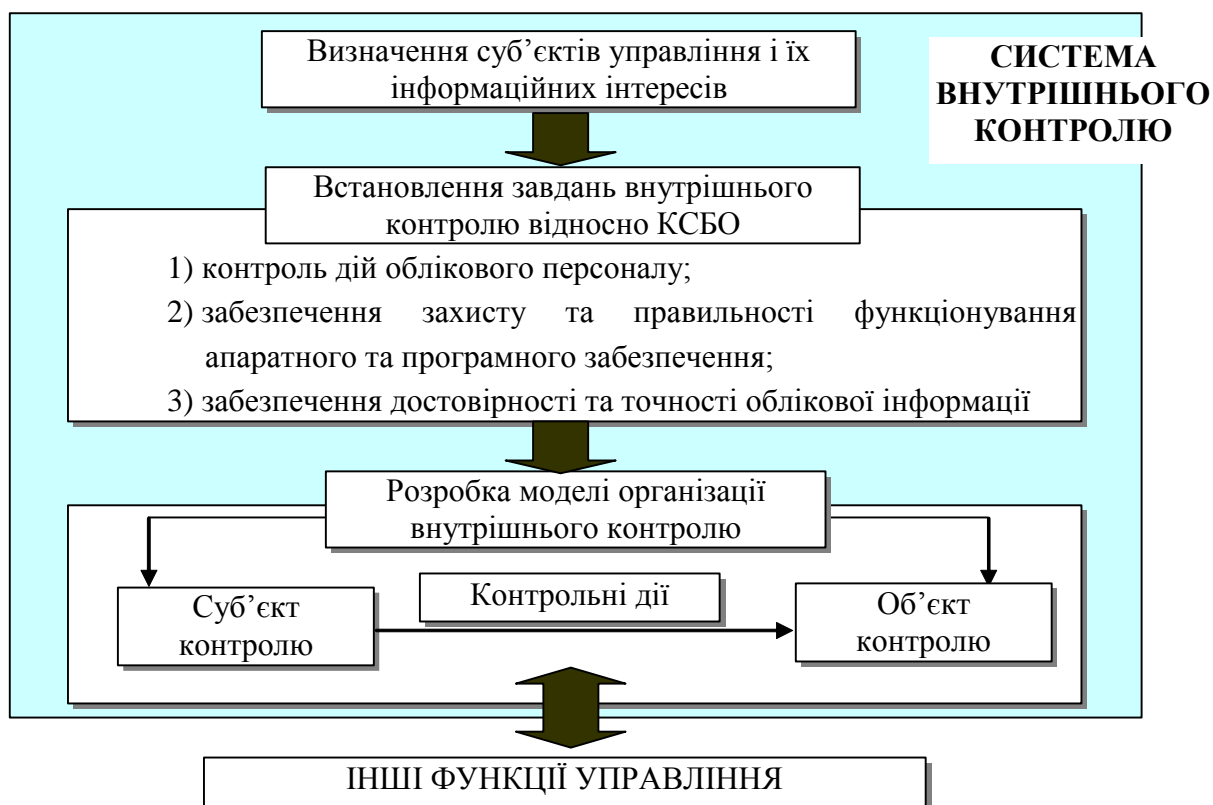 Визначення суб’єктів управління і їх
інформаційних інтересів
СИСТЕМА
ВНУТРІШНЬОГО
КОНТРОЛЮ
Встановлення завдань внутрішнього
контролю відносно КСБО
1) контроль дій облікового персоналу;
2) забезпечення захисту та правильності функціонування
апаратного та програмного забезпечення;
3) забезпечення достовірності та точності облікової інформації
Розробка моделі організації
внутрішнього контролю
Суб’єкт
контролю
Контрольні дії
Об’єкт
контролю
ІНШІ ФУНКЦІЇ УПРАВЛІННЯ